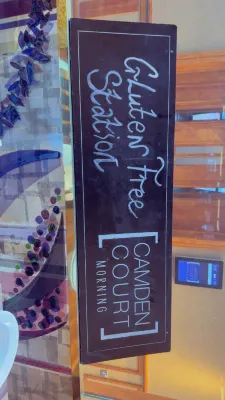 Gluten Free
Station
[CAMDEN
COURT]
MORNING